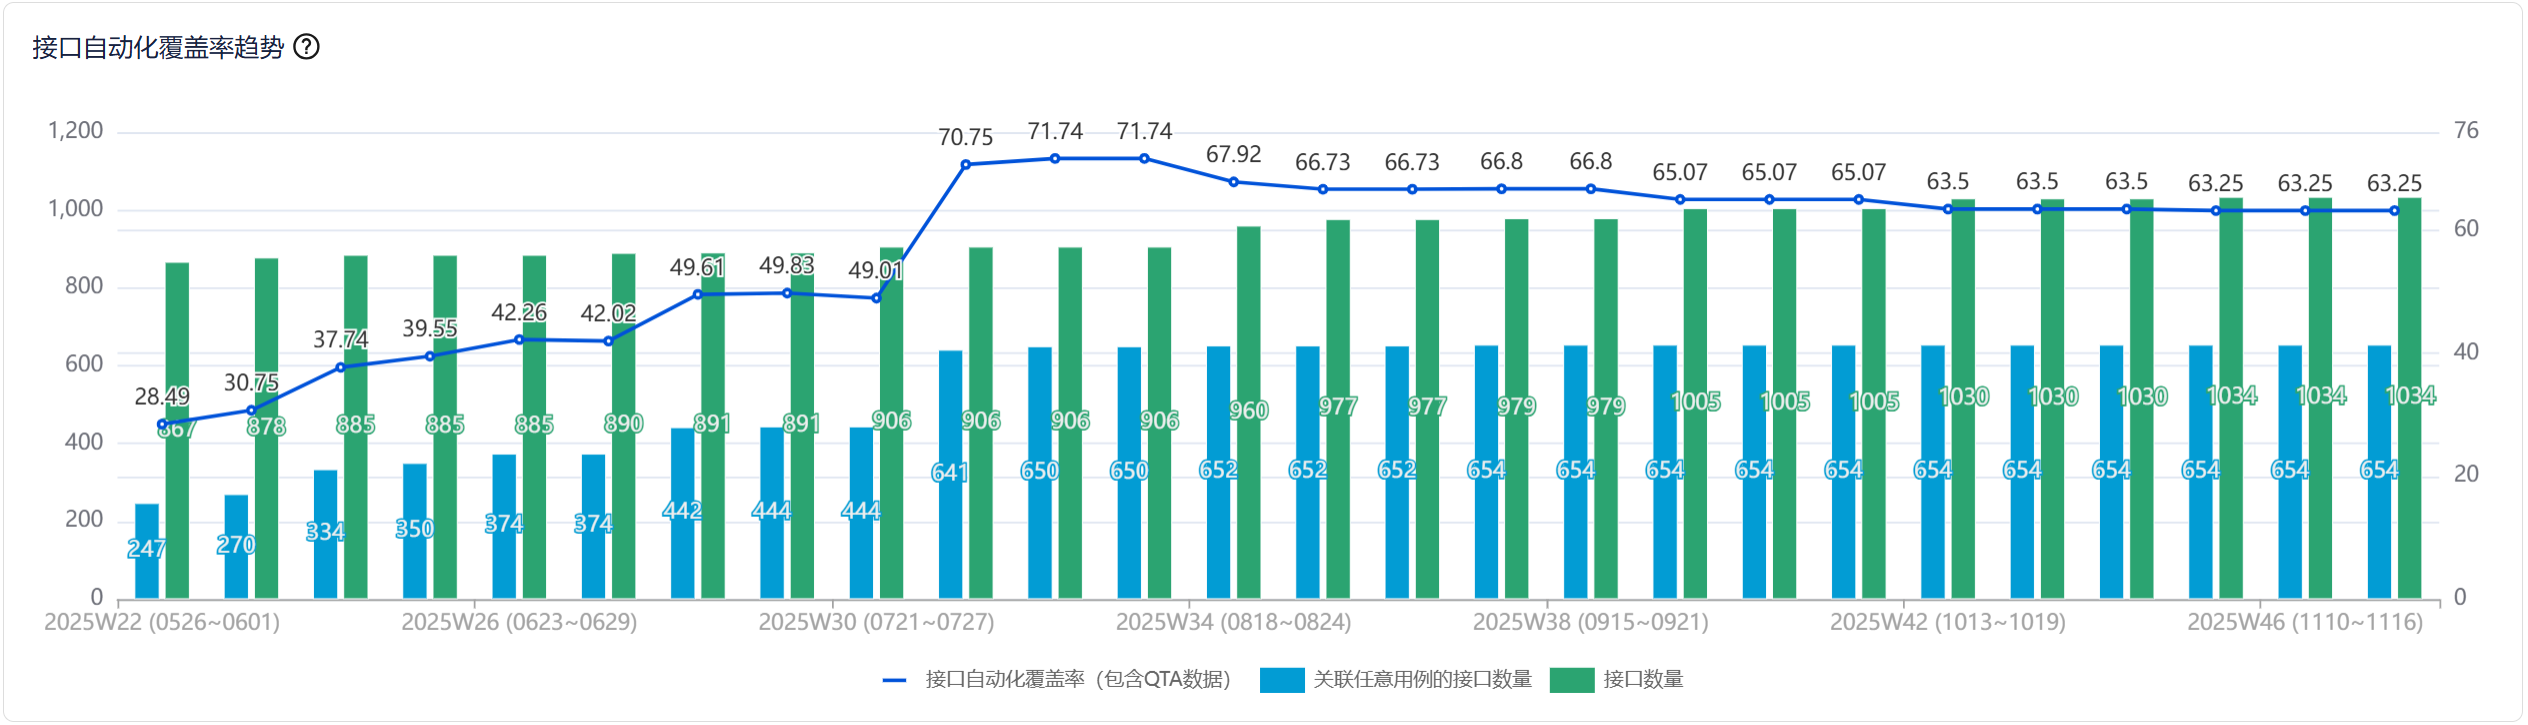 接口自动化覆盖率趋势 ?
1,200 76
70.75 71.74 71.74 67.92 66.73 66.73 66.8 66.8 65.07 65.07 65.07 63.5 63.5 63.5 63.25 63.25 63.25
1,000 60
800
49.61 49.83 49.01
42.26 42.02
37.74 39.55
600 40
28.49 30.75
867 878 885 885 885 890 891 891 906 906 906 906 960 977 977 979 979 1005 1005 1005 1030 1030 1030 1034 1034 1034
400
20
247 270 334 350 374 374 442 444 444 641 650 650 652 652 652 654 654 654 654 654 654 654 654 654 654 654
200
0 0
2025W22 (0526~0601) 2025W26 (0623~0629) 2025W30 (0721~0727) 2025W34 (0818~0824) 2025W38 (0915~0921) 2025W42 (1013~1019) 2025W46 (1110~1116)
接口自动化覆盖率（包含QTA数据） 关联任意用例的接口数量 接口数量